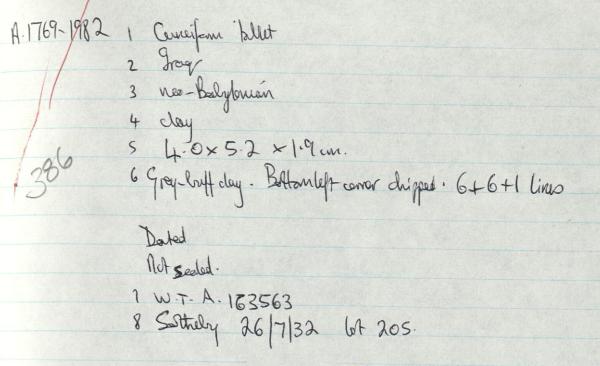 A.1769-1982 1 Cuneiform tablet
2 Iraq
3 neo-Babylonian
4 clay
5 4.0 x 5.2 x 1.9 cm.
386
6 Grey-buff clay. Bottom left corner chipped. 6+6+1 lines
Dated
Not sealed.
7 W.T.A. 163563
8 Sotheby 26/7/32 lot 205.